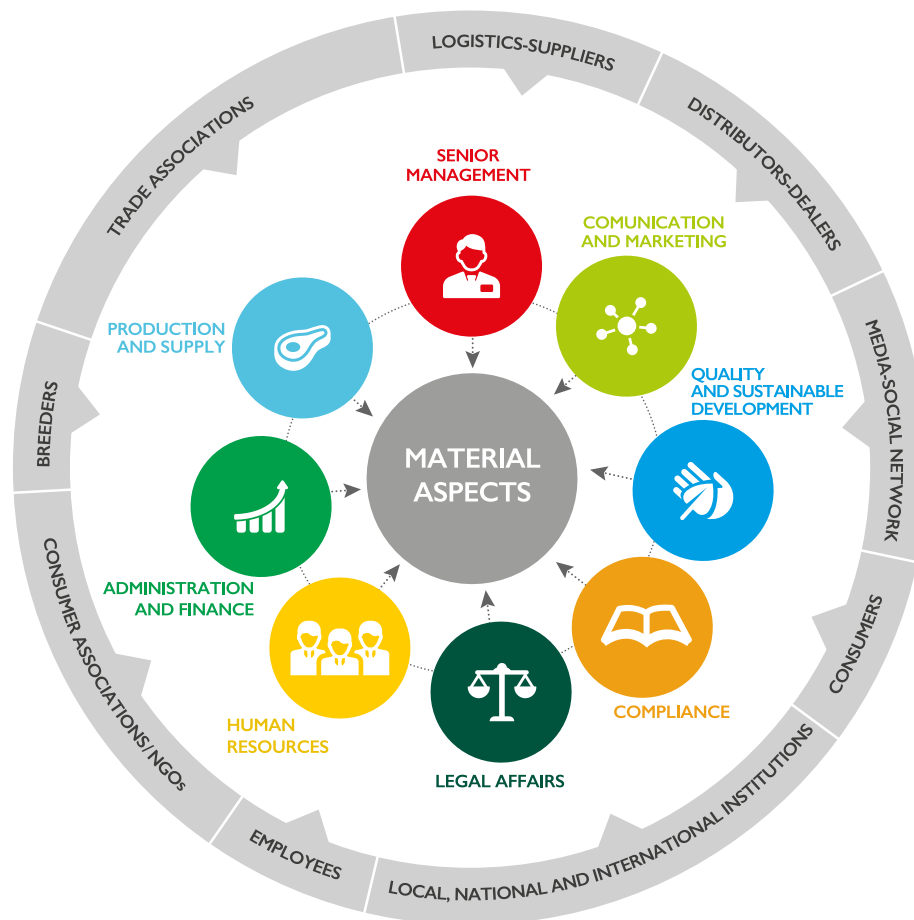 LOGISTICS-SUPPLIERS
DISTRIBUTORS-DEALERS
MEDIA-SOCIAL NETWORK
CONSUMERS
LOCAL, NATIONAL AND INTERNATIONAL INSTITUTIONS
EMPLOYEES
CONSUMER ASSOCIATIONS/NGOs
BREEDERS
TRADE ASSOCIATIONS
SENIOR
MANAGEMENT
COMUNICATION
AND MARKETING
QUALITY
AND SUSTAINABLE
DEVELOPMENT
COMPLIANCE
LEGAL AFFAIRS
HUMAN
RESOURCES
ADMINISTRATION
AND FINANCE
PRODUCTION
AND SUPPLY
MATERIAL
ASPECTS